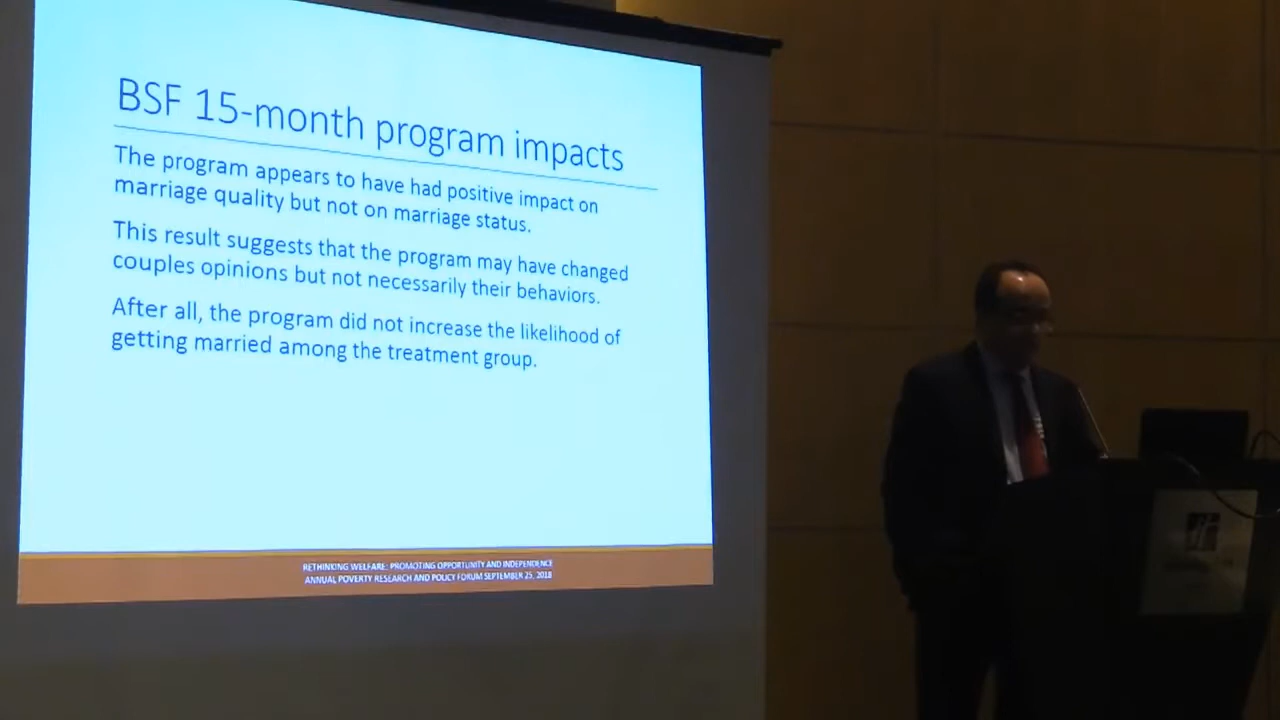 BSF 15-month program impacts
The program appears to have had positive impact on
marriage quality but not on marriage status.
This result suggests that the program may have changed
couples opinions but not necessarily their behaviors.
After all, the program did not increase the likelihood of
getting married among the treatment group.
RETHINKING WELFARE: PROMOTING OPPORTUNITY AND INDEPENDENCE
ANNUAL POVERTY RESEARCH AND POLICY FORUM SEPTEMBER 25, 2018